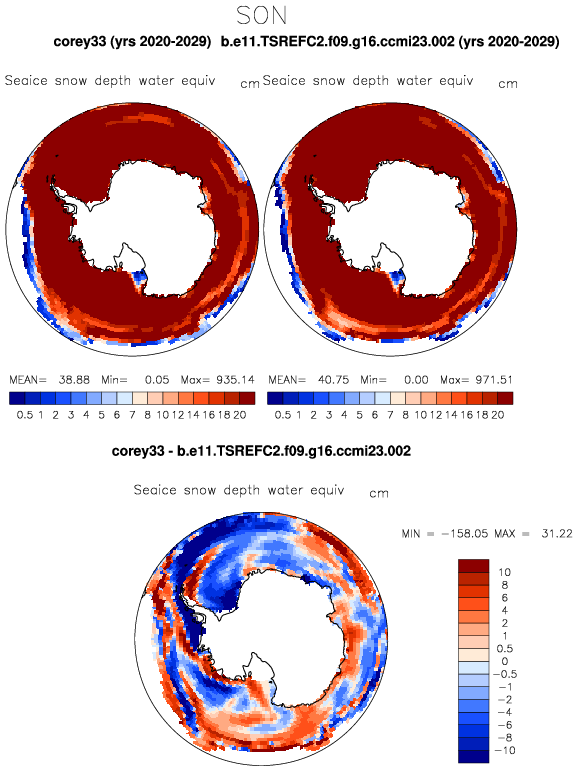 SON
corey33 (yrs 2020-2029) b.e11.TSREFC2.f09.g16.ccmi23.002 (yrs 2020-2029)
Seaice snow depth water equiv cm Seaice snow depth water equiv cm
MEAN= 38.88 Min= 0.05 Max= 935.14 MEAN= 40.75 Min= 0.00 Max= 971.51
0.5 1 2 3 4 5 6 7 8 10 12 14 16 18 20 0.5 1 2 3 4 5 6 7 8 10 12 14 16 18 20
corey33 - b.e11.TSREFC2.f09.g16.ccmi23.002
Seaice snow depth water equiv cm
MIN = -158.05 MAX = 31.22
10
8
6
4
2
1
0.5
0
-0.5
-1
-2
-4
-6
-8
-10